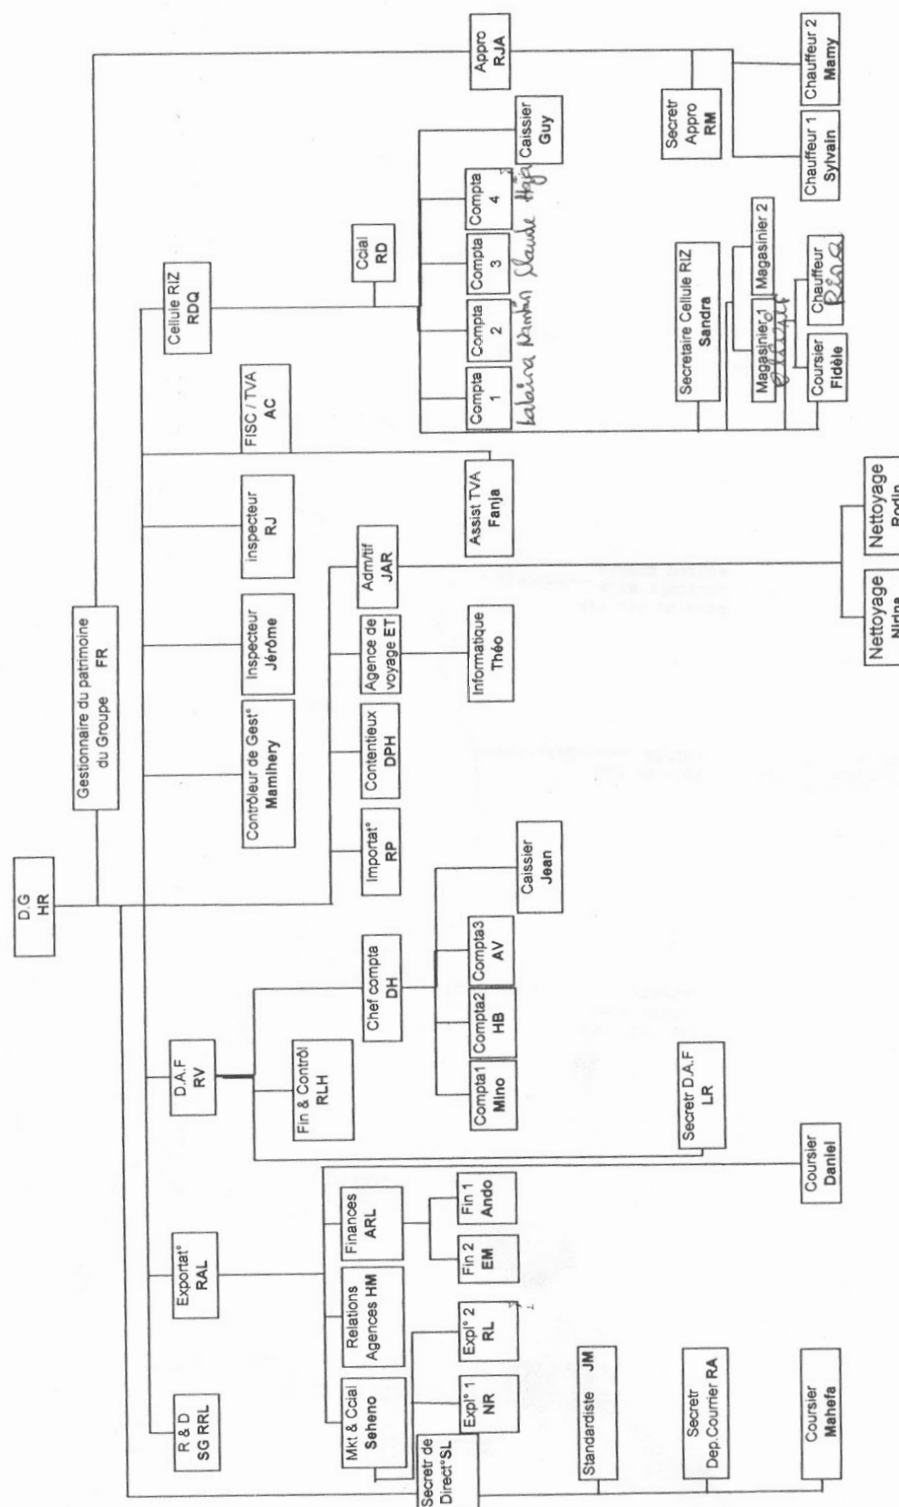 D.G
HR
Gestionnaire du patrimoine
du Groupe FR
R & D
SG RRL
Exportat°
RAL
D.A.F
RV
Cellule RIZ
RDQ
Contrôleur de Gest°
Mamihery
Inspecteur
Jérôme
inspecteur
RJ
FISC / TVA
AC
Fin & Contrôl
RLH
Mkt & Ccial
Seheno
Relations
Agences HM
Finances
ARL
Chef compta
DH
Importat°
RP
Contentieux
DPH
Agence de
voyage ET
Adm/tif
JAR
Ccial
RD
Appro
RJA
Secretr de
Direct°SL
Expl° 1
NR
Expl° 2
RL
Fin 2
EM
Fin 1
Ando
Compta1
Mino
Compta2
HB
Compta3
AV
Caissier
Jean
Informatique
Théo
Assist TVA
Fanja
Compta
1
Compta
2
Compta
3
Compta
4
Claude
Caissier
Guy
Standardiste JM
Secretr
Dep.Courrier RA
Secretr D.A.F
LR
Secretaire Cellule RIZ
Sandra
Secretr
Appro
RM
Magasinier 1
Magasinier 2
Coursier
Mahefa
Coursier
Daniel
Coursier
Fidèle
Chauffeur
Chauffeur 1
Sylvain
Chauffeur 2
Mamy
Nettoyage
Nirina
Nettoyage
Rodin